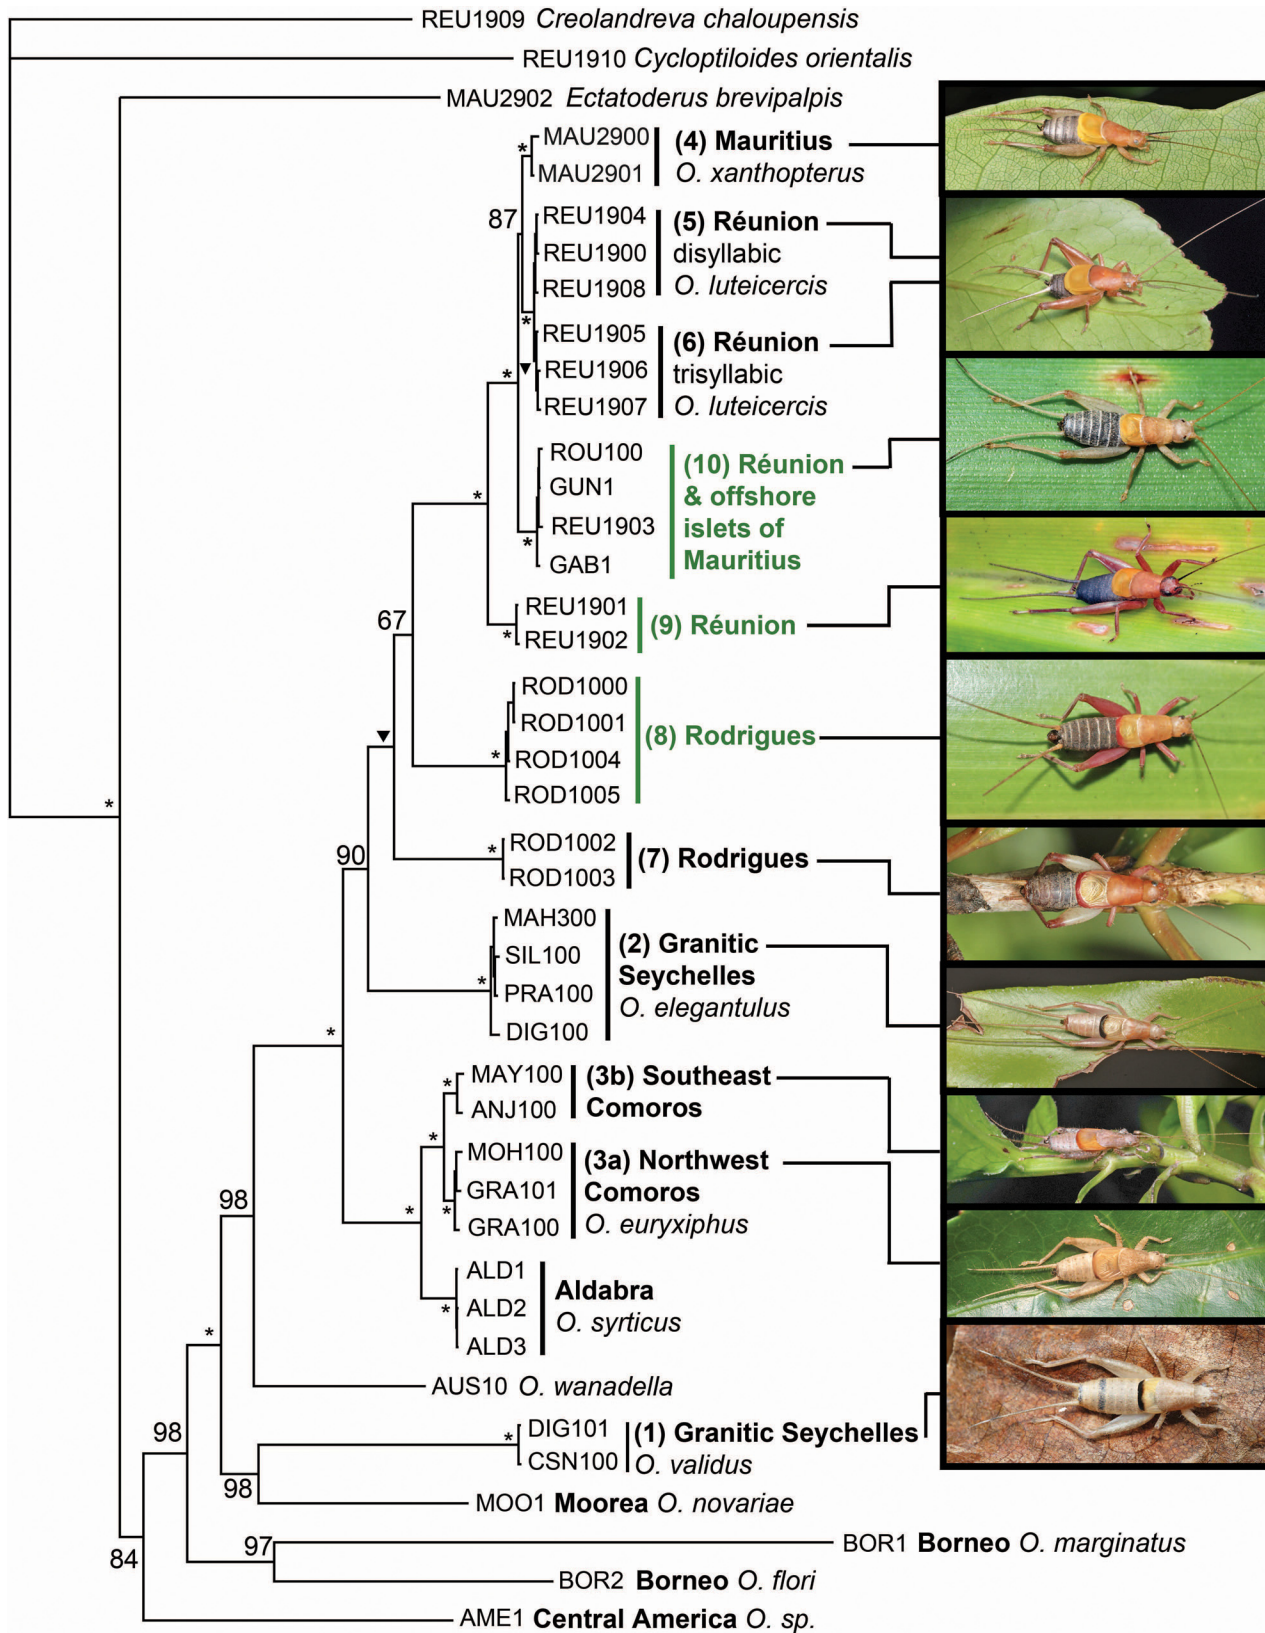 REU1909 Creolandreva chaloupensis
REU1910 Cycloptiloides orientalis
MAU2902 Ectatoderus brevipalpis
*
MAU2900
MAU2901
(4) Mauritius
O. xanthopterus
87
REU1904
REU1900
REU1908
(5) Réunion
disyllabic
O. luteicercis
*
REU1905
REU1906
REU1907
(6) Réunion
trisyllabic
O. luteicercis
*
ROU100
GUN1
REU1903
GAB1
(10) Réunion
& offshore
islets of
Mauritius
*
*
REU1901
REU1902
(9) Réunion
*
67
ROD1000
ROD1001
ROD1004
ROD1005
(8) Rodrigues
*
*
90
ROD1002
ROD1003
(7) Rodrigues
*
MAH300
SIL100
PRA100
DIG100
(2) Granitic
Seychelles
O. elegantulus
*
*
MAY100
ANJ100
(3b) Southeast
Comoros
*
*
MOH100
GRA101
GRA100
(3a) Northwest
Comoros
O. euryxiphus
*
*
98
ALD1
ALD2
ALD3
Aldabra
O. syrticus
*
*
AUS10 O. wanadella
98
DIG101
CSN100
(1) Granitic Seychelles
O. validus
*
98
MOO1 Moorea O. novariae
97
BOR1 Borneo O. marginatus
84
BOR2 Borneo O. flori
AME1 Central America O. sp.